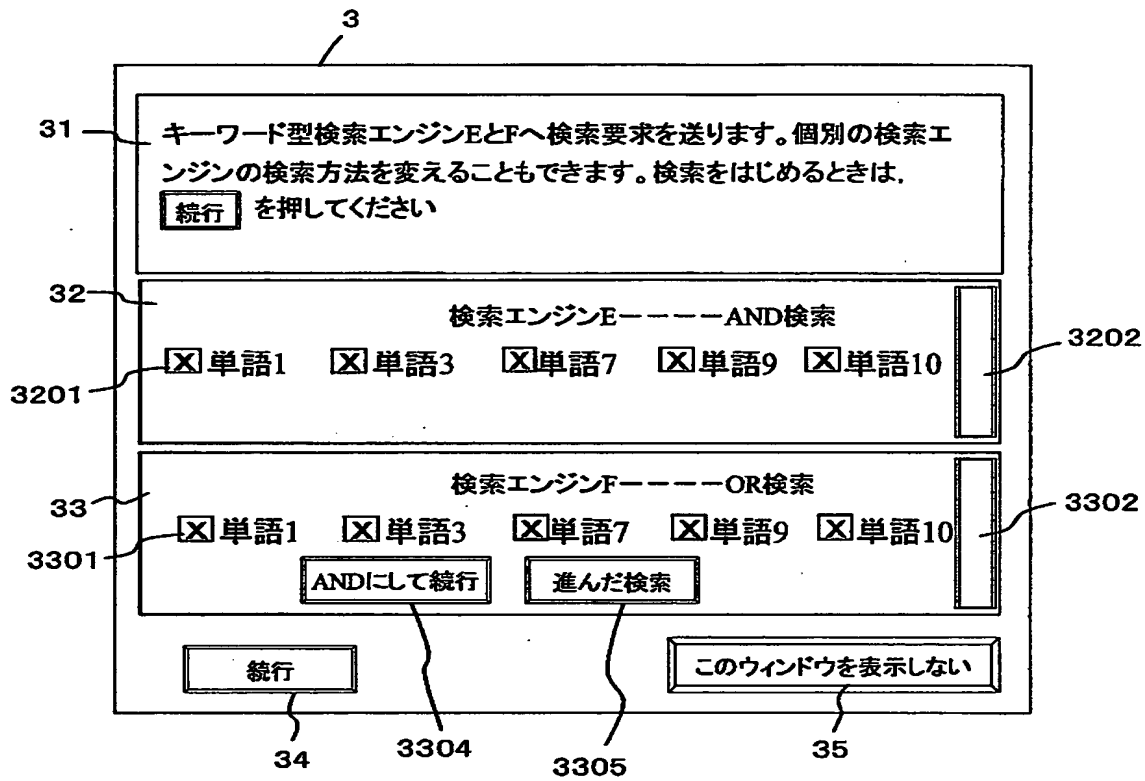 3
31
キーワード型検索エンジンEとFへ検索要求を送ります。個別の検索エ
ンジンの検索方法を変えることもできます。検索をはじめるときは,
続行 を押してください
32
検索エンジンE－－－－AND検索
3202
X 単語1 X 単語3 X 単語7 X 単語9 X 単語10
3201
33
検索エンジンF－－－－OR検索
3302
X 単語1 X 単語3 X 単語7 X 単語9 X 単語10
3301
ANDにして続行 進んだ検索
続行 このウィンドウを表示しない
34 3304 3305 35